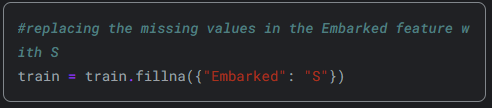 #replacing the missing values in the Embarked feature w
ith S
train = train.fillna({"Embarked": "S"})